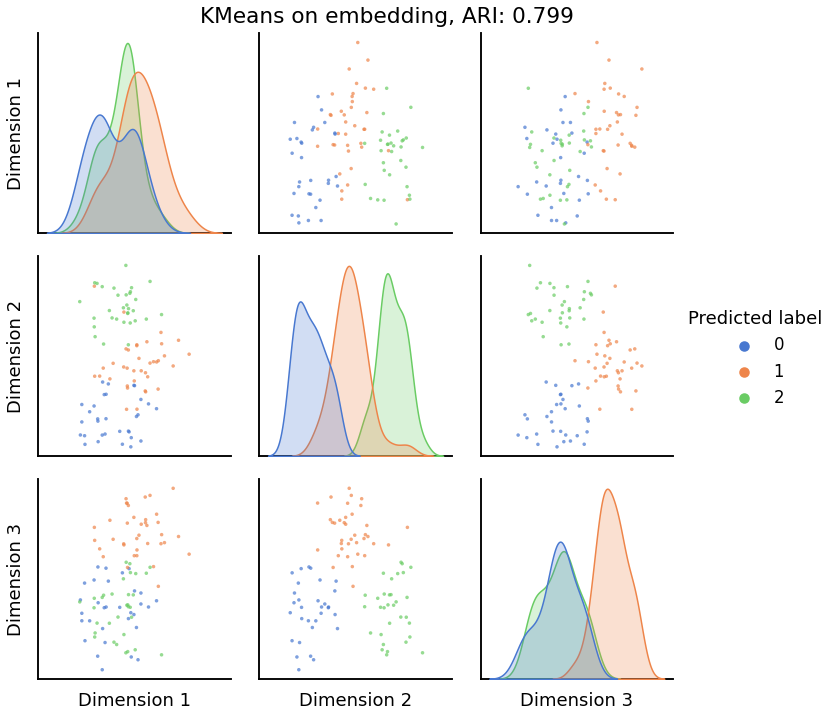 KMeans on embedding, ARI: 0.799
Dimension 1
Dimension 2
Predicted label
0
1
2
Dimension 3
Dimension 1
Dimension 2
Dimension 3